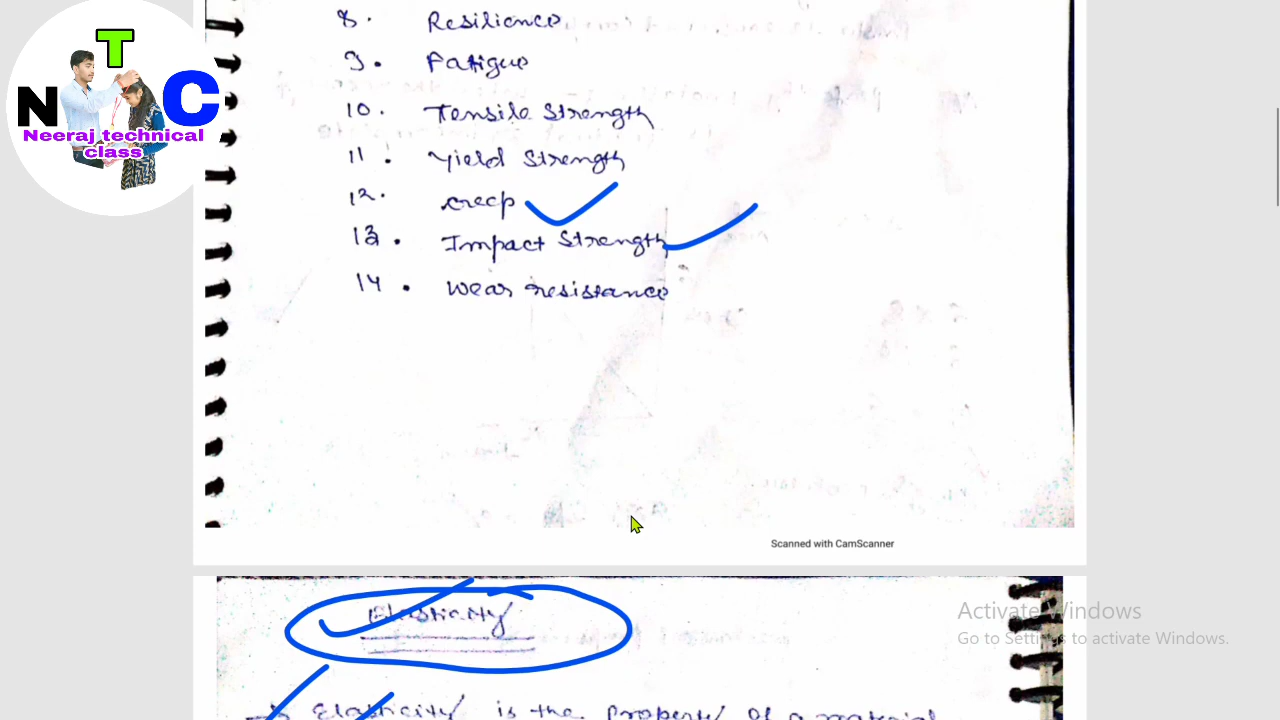 8. Resilience
9. Fatigue
10. Tensile Strength
11. Yield Strength
12. creep
13. Impact Strength
14. wear resistance
NTC
Neeraj technical
class
Scanned with CamScanner
Elasticity
Activate Windows
Go to Settings to activate Windows.
→ Elasticity is the property of a material